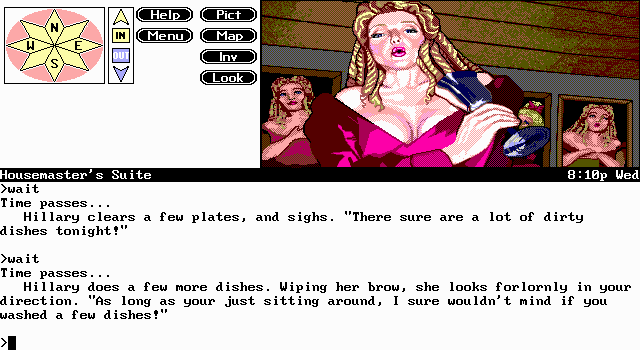 N
W E
S
IN
OUT
Help
Menu
Pict
Map
Inv
Look
Housemaster's Suite 8:10p Wed
>wait
Time passes...
Hillary clears a few plates, and sighs. "There sure are a lot of dirty
dishes tonight!"
>wait
Time passes...
Hillary does a few more dishes. Wiping her brow, she looks forlornly in your
direction. "As long as your just sitting around, I sure wouldn't mind if you
washed a few dishes!"
>